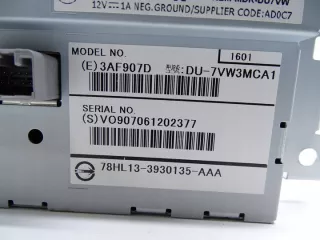 12V⎓1A NEG.GROUND/SUPPLIER CODE:AD0C7
MODEL NO.
1601
(E)3AF907D :DU-7VW3MCA1
SERIAL NO.
(S)VO907061202377
78HL13-3930135-AAA